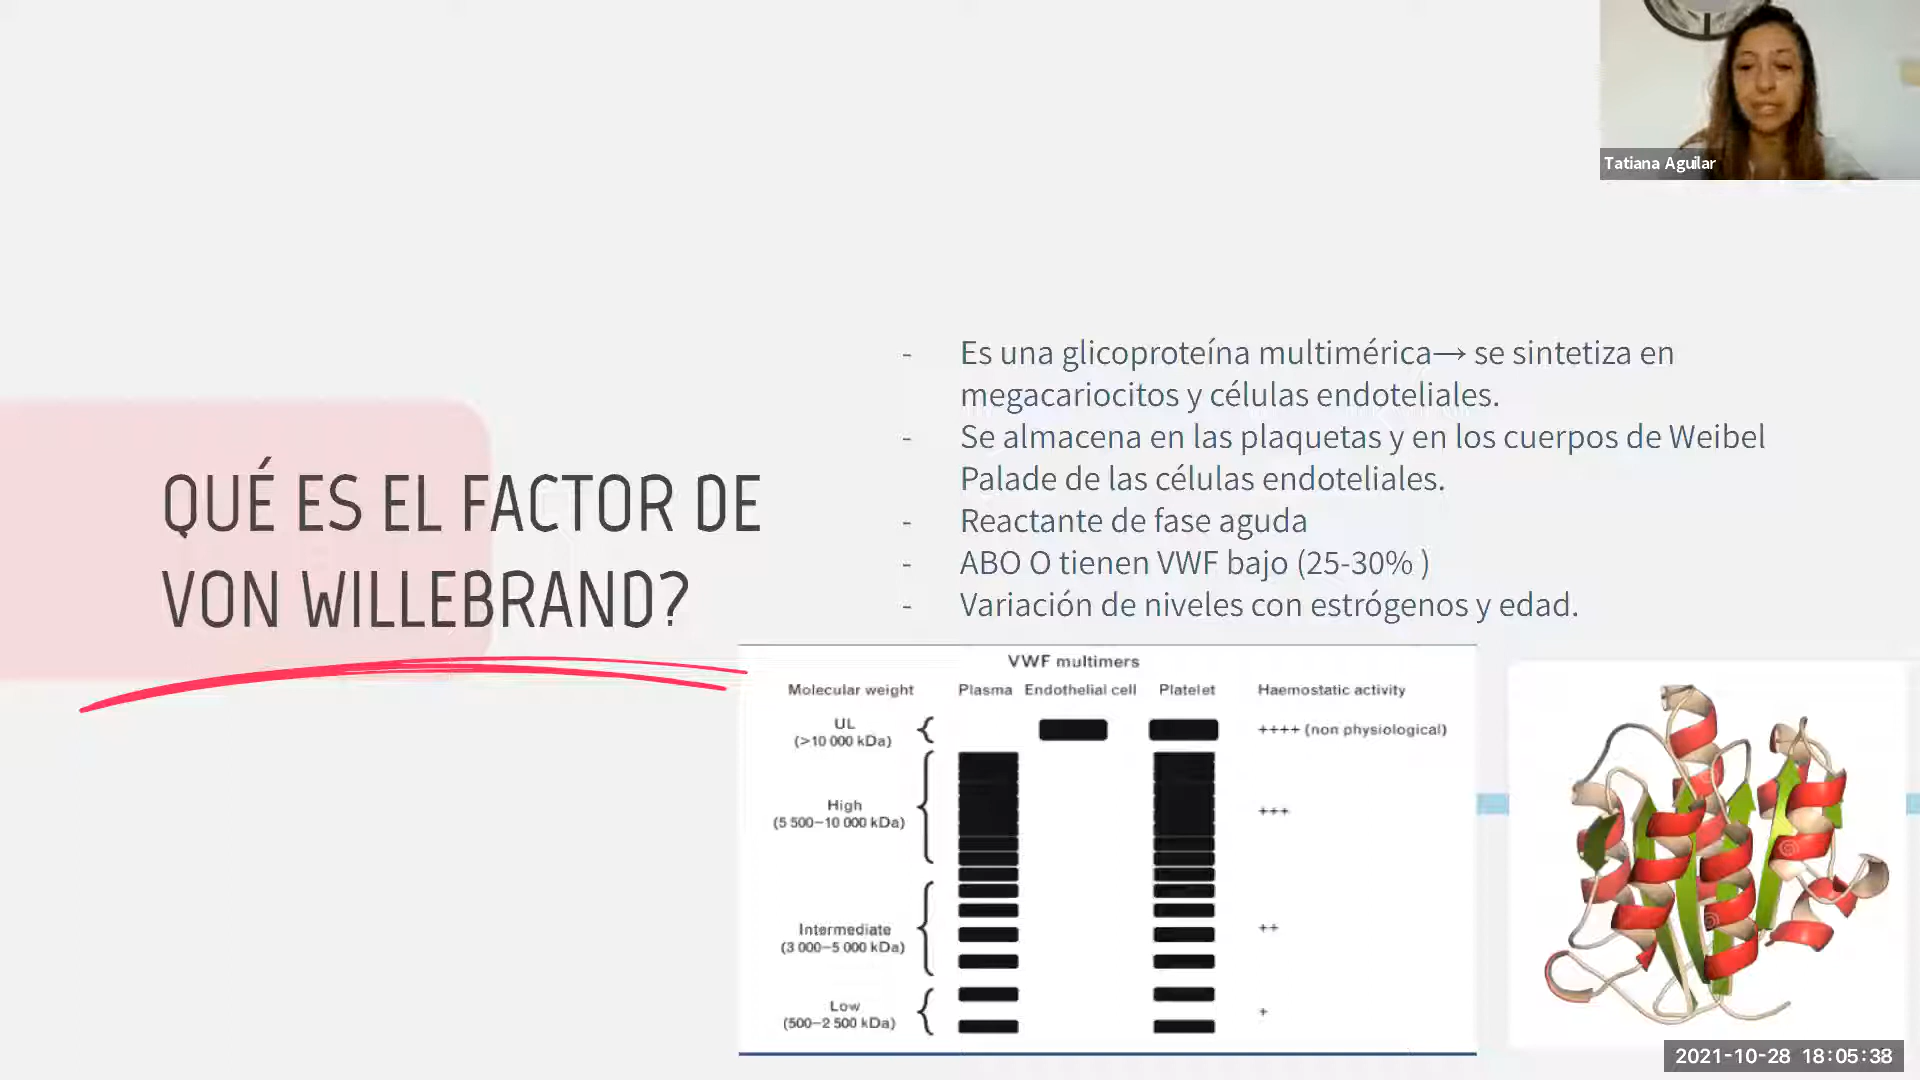 Tatiana Aguilar
QUÉ ES EL FACTOR DE
VON WILLEBRAND?
- Es una glicoproteína multimérica→ se sintetiza en
megacariocitos y células endoteliales.
- Se almacena en las plaquetas y en los cuerpos de Weibel
Palade de las células endoteliales.
- Reactante de fase aguda
- ABO O tienen VWF bajo (25-30% )
- Variación de niveles con estrógenos y edad.
VWF multimers
Molecular weight Plasma Endothelial cell Platelet Haemostatic activity
UL
(>10 000 kDa)
++++ (non physiological)
High
(5 500–10 000 kDa)
+++
Intermediate
(3 000–5 000 kDa)
++
Low
(500–2 500 kDa)
+
2021-10-28 18:05:38